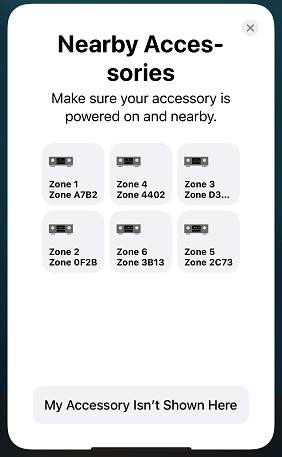 Nearby Acces-
sories
Make sure your accessory is
powered on and nearby.
Zone 1
Zone A7B2
Zone 4
Zone 4402
Zone 3
Zone D3...
Zone 2
Zone 0F2B
Zone 6
Zone 3B13
Zone 5
Zone 2C73
My Accessory Isn't Shown Here